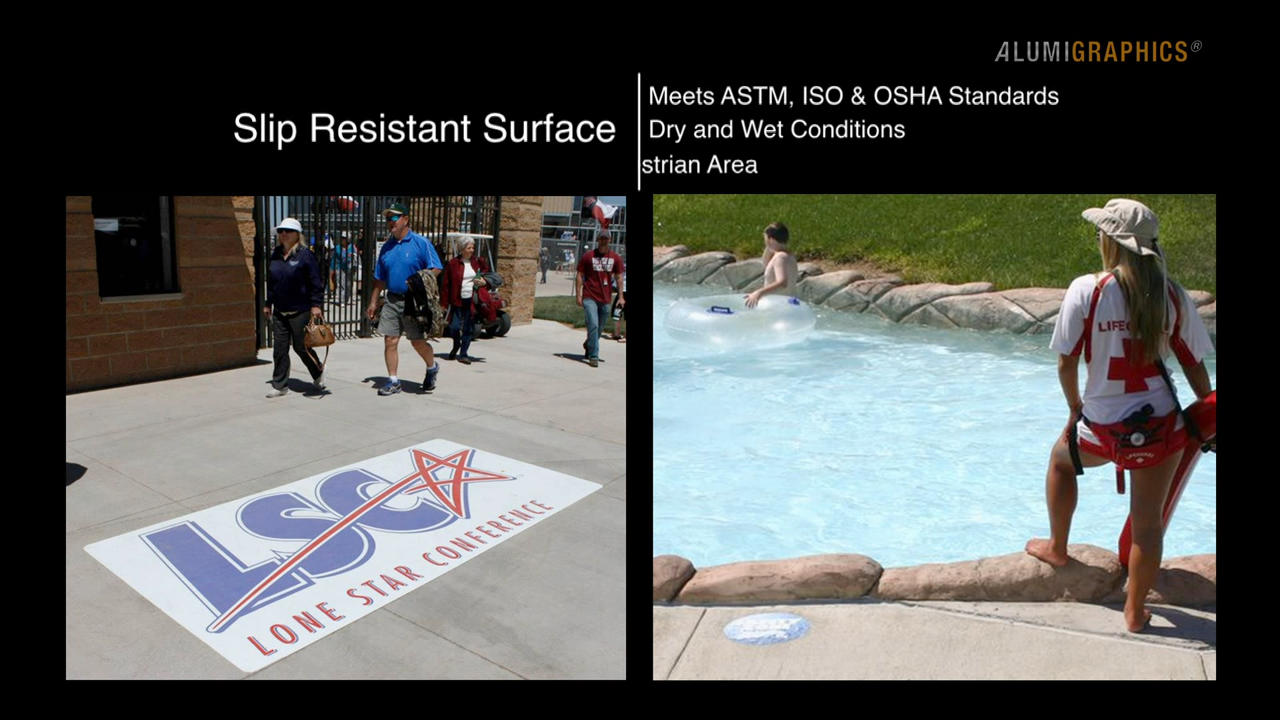 ALUMIGRAPHICS®
Slip Resistant Surface
Meets ASTM, ISO & OSHA Standards
Dry and Wet Conditions
strian Area
LSC
LONE STAR CONFERENCE
LIFEG